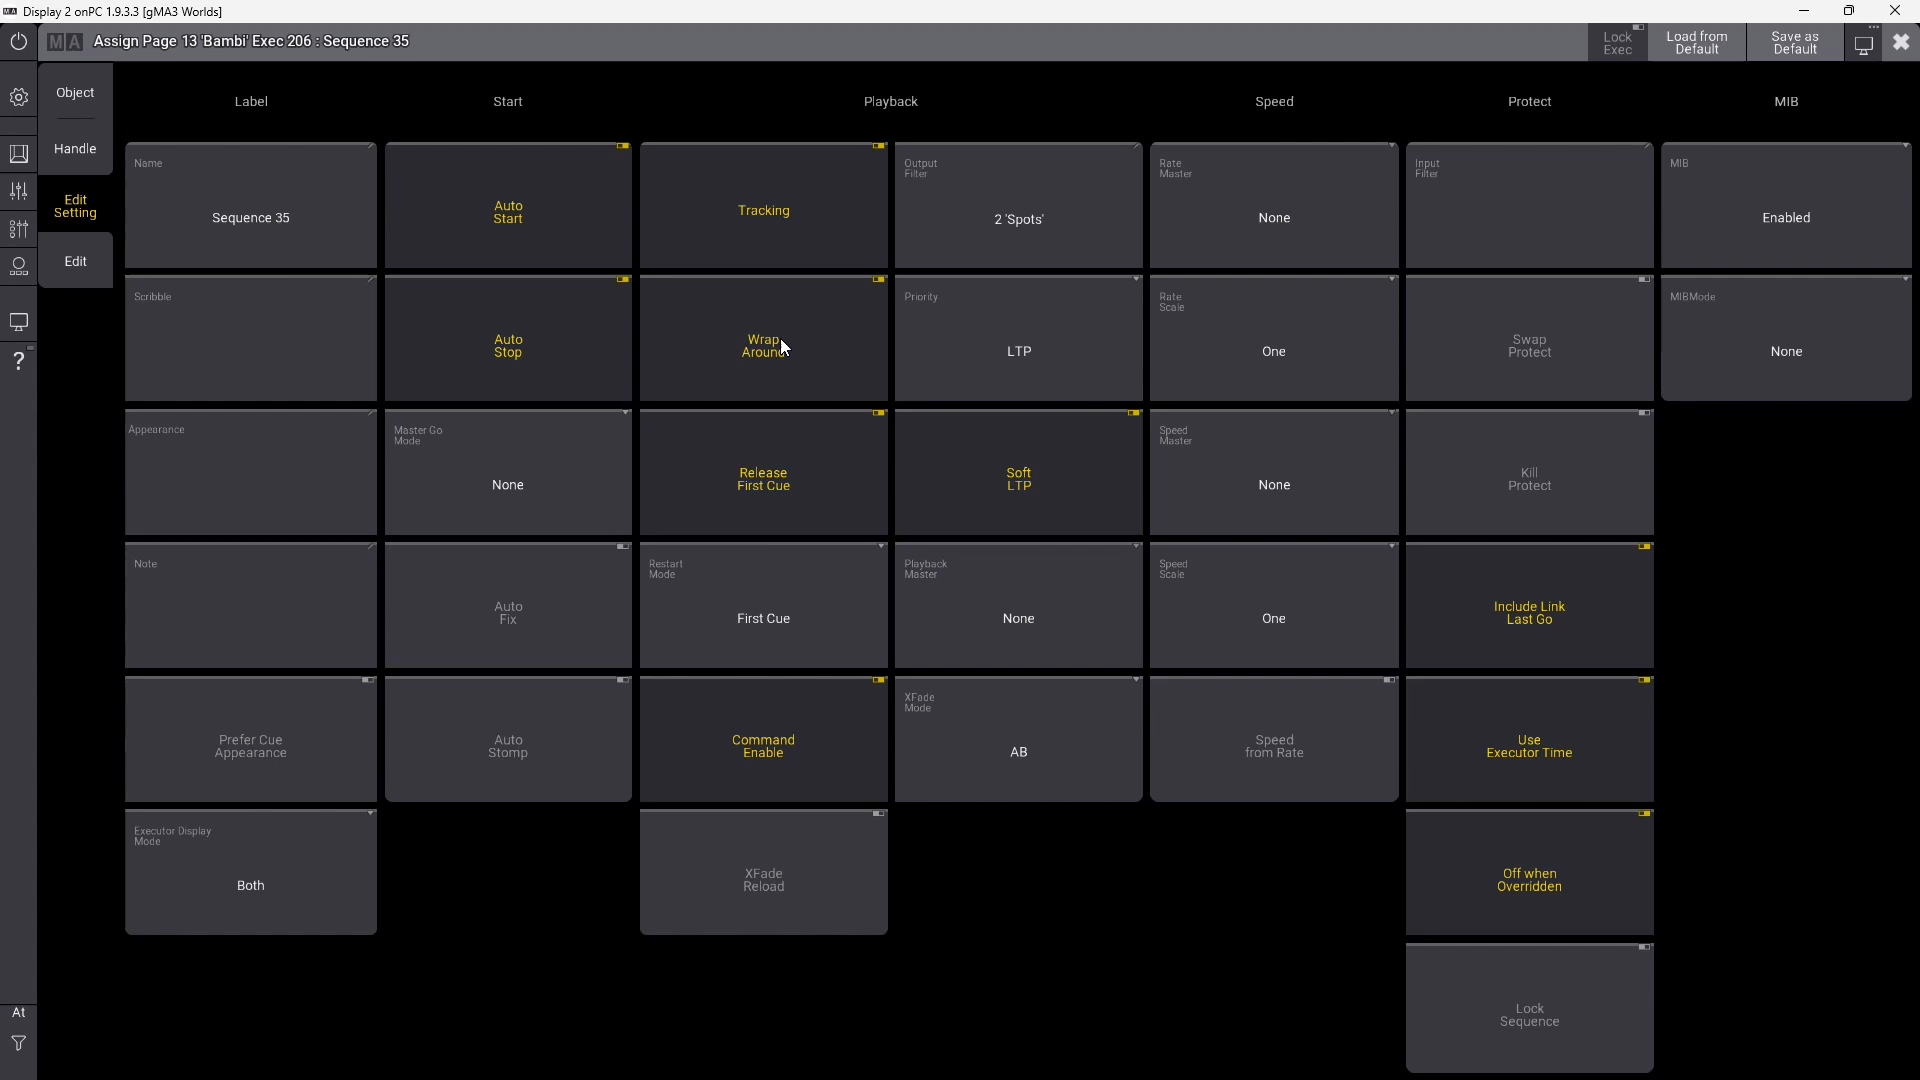 Display 2 onPC 1.9.3.3 [gMA3 Worlds]
MA Assign Page 13 'Bambi' Exec 206 : Sequence 35
Lock
Exec
Load from
Default
Save as
Default
Object
Handle
Edit
Setting
Edit
?
At
Label
Start
Playback
Speed
Protect
MIB
Name
Sequence 35
Auto
Start
Tracking
Output
Filter
2 'Spots'
Rate
Master
None
Input
Filter
MIB
Enabled
Scribble
Auto
Stop
Wrap
Around
Priority
LTP
Rate
Scale
One
Swap
Protect
MIBMode
None
Appearance
Master Go
Mode
None
Release
First Cue
Soft
LTP
Speed
Master
None
Kill
Protect
Note
Auto
Fix
Restart
Mode
First Cue
Playback
Master
None
Speed
Scale
One
Include Link
Last Go
Prefer Cue
Appearance
Auto
Stomp
Command
Enable
XFade
Mode
AB
Speed
from Rate
Use
Executor Time
Executor Display
Mode
Both
XFade
Reload
Off when
Overridden
Lock
Sequence